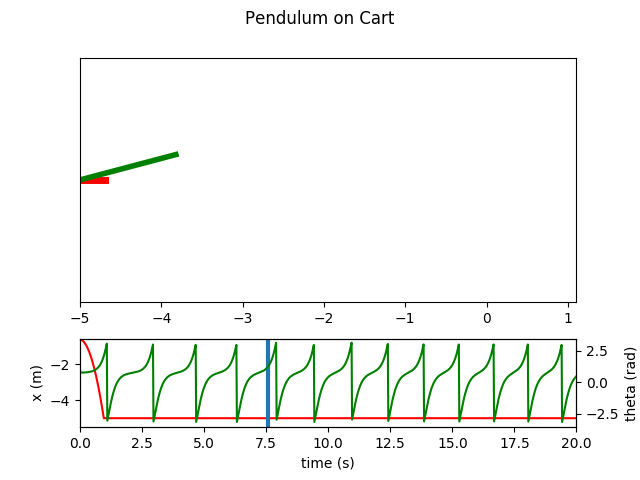 Pendulum on Cart
−5 −4 −3 −2 −1 0 1
x (m)
−2
−4
2.5
0.0
−2.5
theta (rad)
0.0 2.5 5.0 7.5 10.0 12.5 15.0 17.5 20.0
time (s)